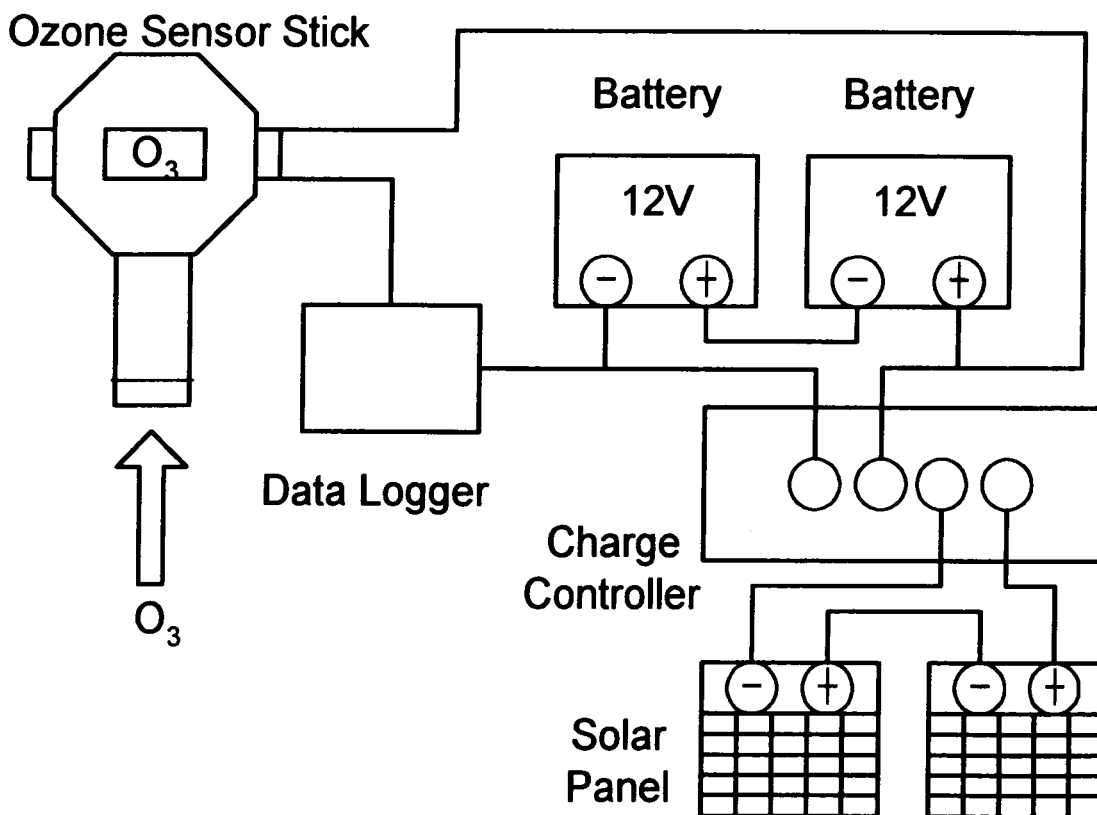 Ozone Sensor Stick
O₃
Battery
Battery
12V
12V
− +
− +
Data Logger
O₃
Charge
Controller
− +
− +
Solar
Panel